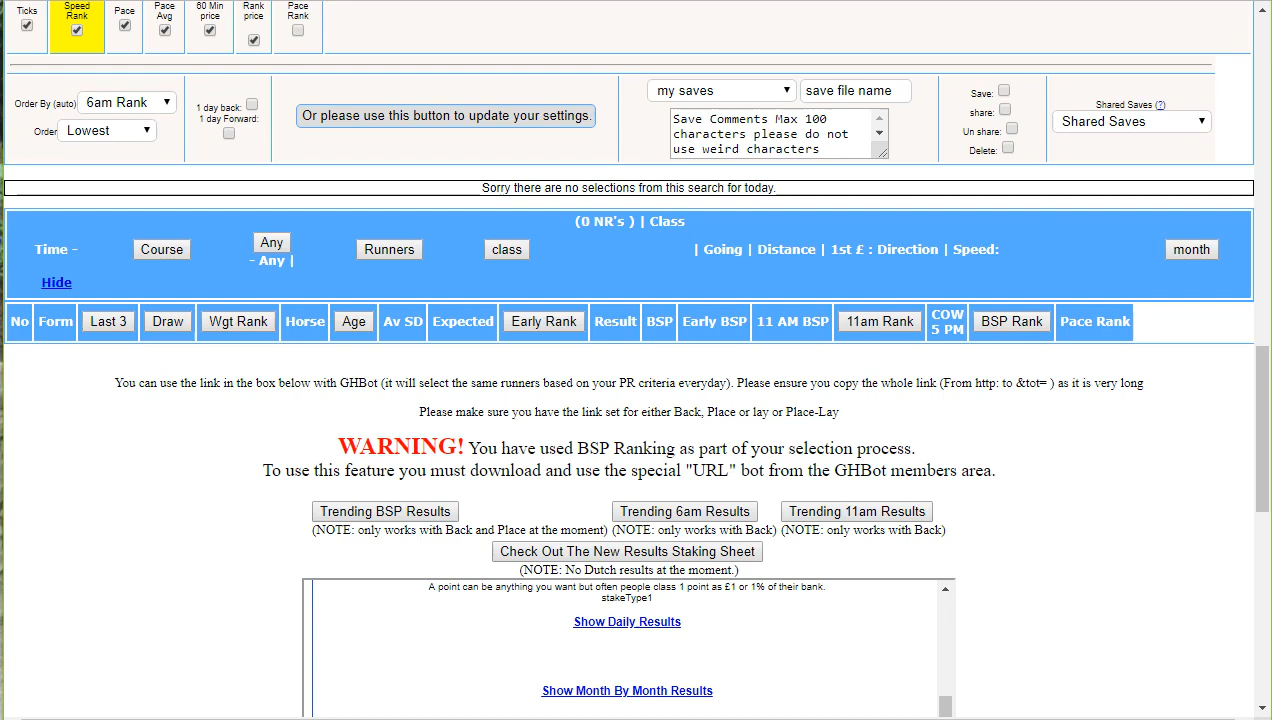 Ticks
Speed
Rank
Pace
Pace
Avg
60 Min
price
Rank
price
Pace
Rank
Order By (auto) 6am Rank
Order Lowest
1 day back:
1 day Forward:
Or please use this button to update your settings.
my saves
save file name
Save Comments Max 100
characters please do not
use weird characters
Save:
share:
Un share:
Delete:
Shared Saves (?)
Shared Saves
Sorry there are no selections from this search for today.
(0 NR's ) | Class
Time -
Course
Any
- Any |
Runners
class
| Going | Distance | 1st £ : Direction | Speed:
month
Hide
No Form Last 3 Draw Wgt Rank Horse Age Av SD Expected Early Rank Result BSP Early BSP 11 AM BSP 11am Rank COW
5 PM BSP Rank Pace Rank
You can use the link in the box below with GHBot (it will select the same runners based on your PR criteria everyday). Please ensure you copy the whole link (From http: to &tot= ) as it is very long
Please make sure you have the link set for either Back, Place or lay or Place-Lay
WARNING! You have used BSP Ranking as part of your selection process.
To use this feature you must download and use the special "URL" bot from the GHBot members area.
Trending BSP Results Trending 6am Results Trending 11am Results
(NOTE: only works with Back and Place at the moment) (NOTE: only works with Back) (NOTE: only works with Back)
Check Out The New Results Staking Sheet
(NOTE: No Dutch results at the moment.)
A point can be anything you want but often people class 1 point as £1 or 1% of their bank.
stakeType1
Show Daily Results
Show Month By Month Results